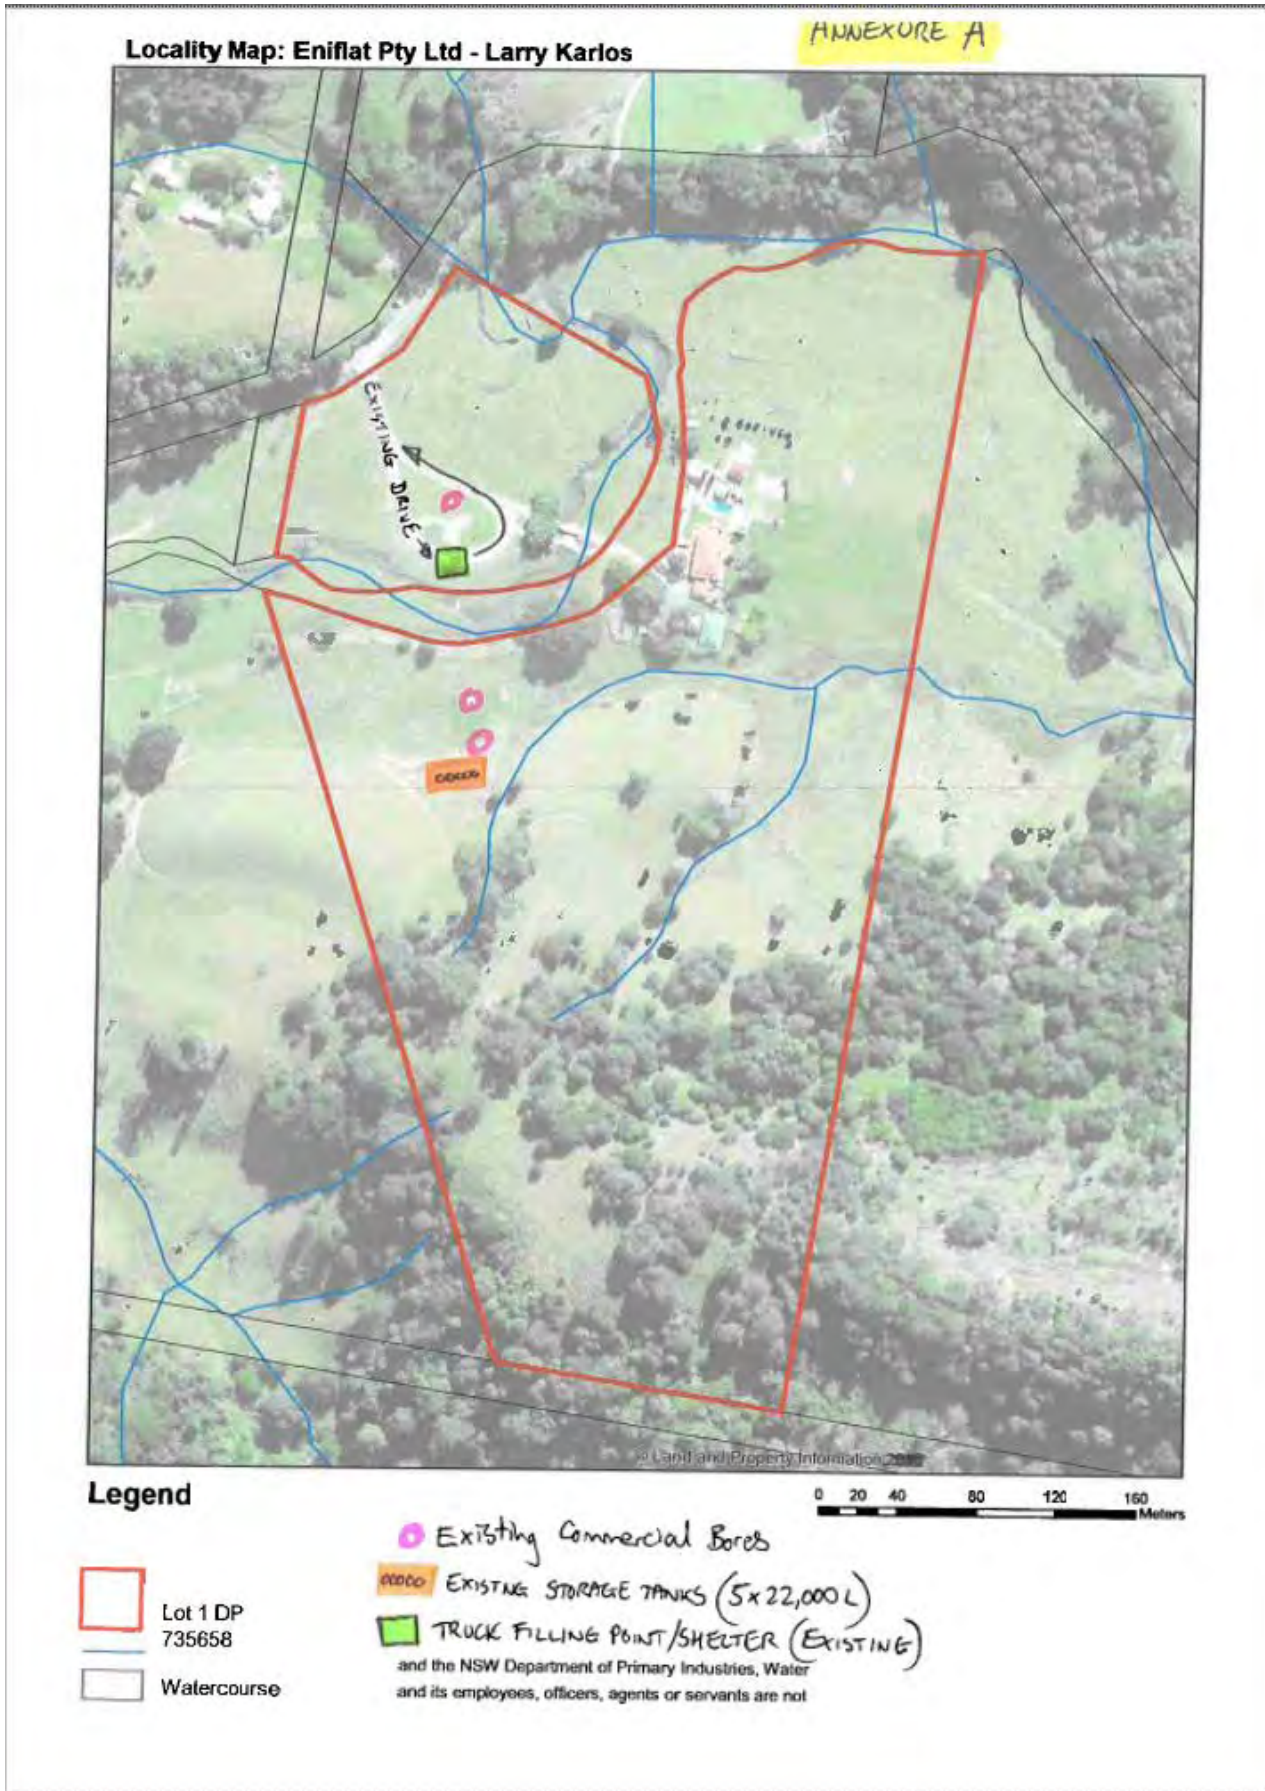 ANNEXURE A
Locality Map: Eniflat Pty Ltd - Larry Karlos
EXISTING DRIVE
© Land and Property Information
Legend
0 20 40 80 120 160
Meters
Existing Commercial Bores
EXISTNG STORAGE TANKS (5x22,000L)
Lot 1 DP
735658
TRUCK FILLING POINT/SHELTER (EXISTING)
and the NSW Department of Primary Industries, Water
Watercourse
and its employees, officers, agents or servants are not